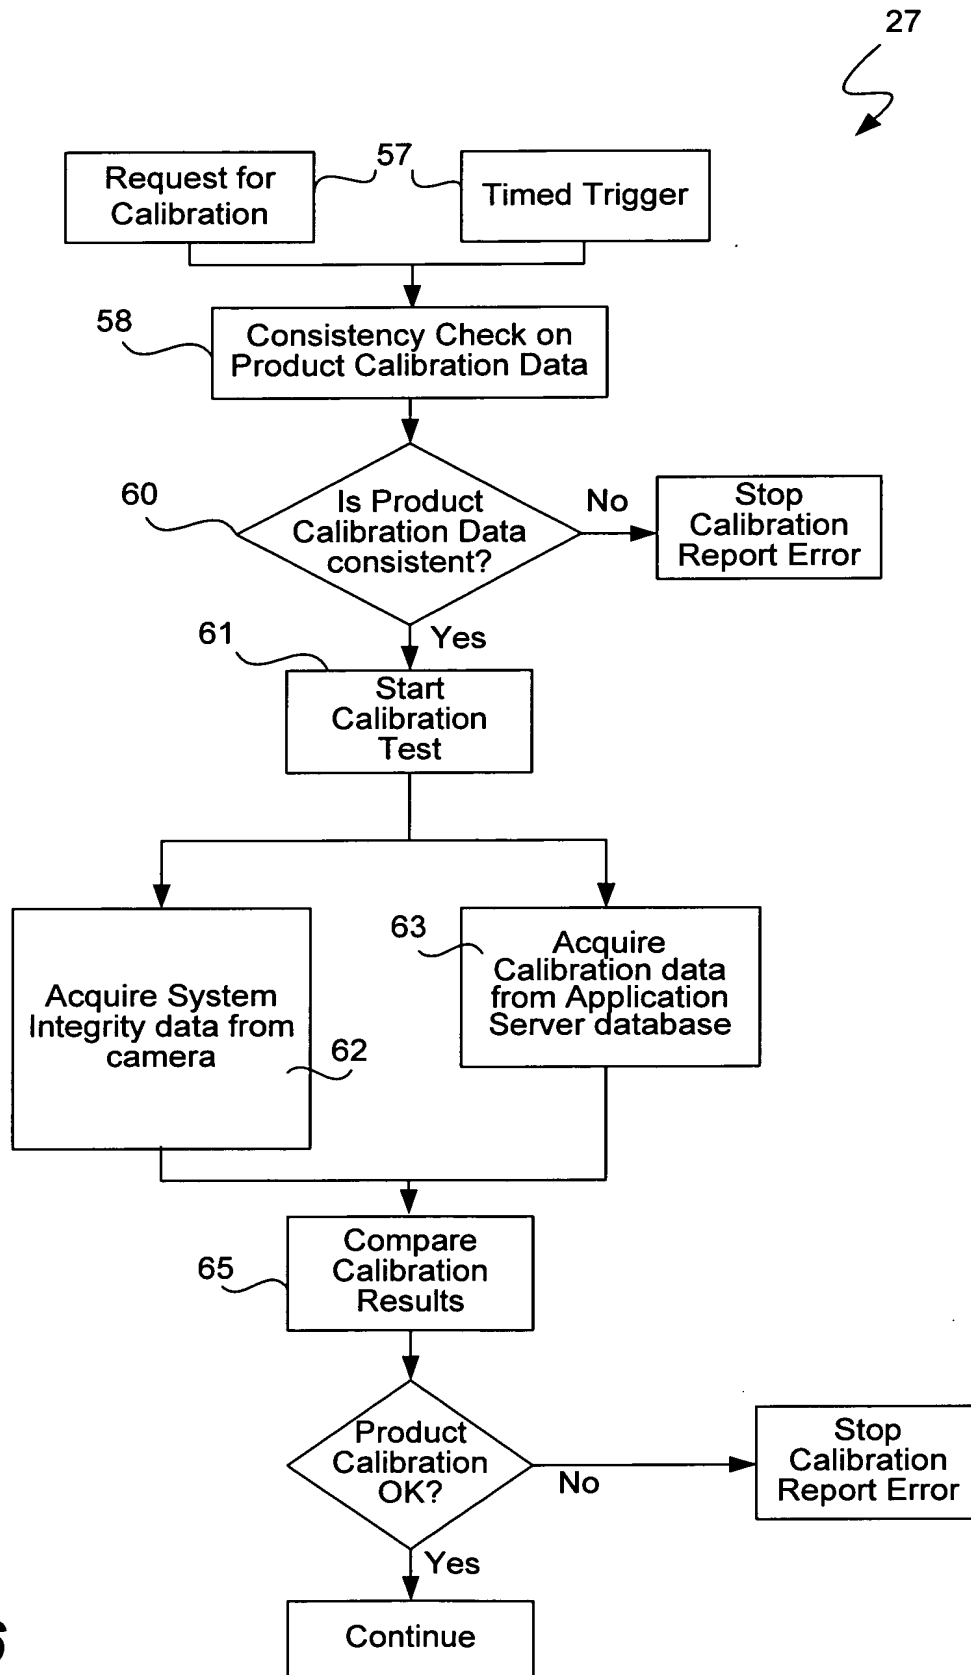 27
57
Request for
Calibration
Timed Trigger
58
Consistency Check on
Product Calibration Data
60
Is Product
Calibration Data
consistent?
No
Stop
Calibration
Report Error
61
Yes
Start
Calibration
Test
Acquire System
Integrity data from
camera
62
63
Acquire
Calibration data
from Application
Server database
65
Compare
Calibration
Results
Product
Calibration
OK?
No
Stop
Calibration
Report Error
Yes
Continue